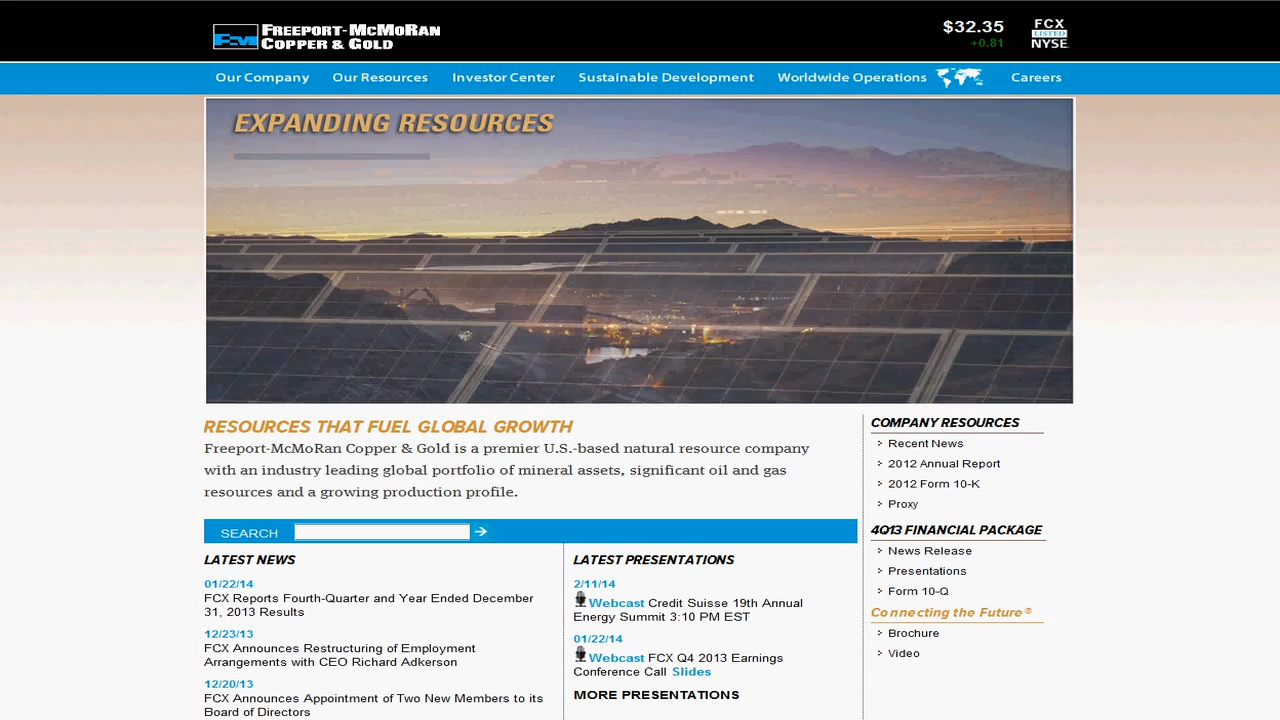 FREEPORT-MCMORAN
COPPER & GOLD
$32.35
+0.81
FCX
LISTED
NYSE
Our Company
Our Resources
Investor Center
Sustainable Development
Worldwide Operations
Careers
EXPANDING RESOURCES
RESOURCES THAT FUEL GLOBAL GROWTH
Freeport-McMoRan Copper & Gold is a premier U.S.-based natural resource company
with an industry leading global portfolio of mineral assets, significant oil and gas
resources and a growing production profile.
SEARCH
LATEST NEWS
01/22/14
FCX Reports Fourth-Quarter and Year Ended December
31, 2013 Results
12/23/13
FCX Announces Restructuring of Employment
Arrangements with CEO Richard Adkerson
12/20/13
FCX Announces Appointment of Two New Members to its
Board of Directors
LATEST PRESENTATIONS
2/11/14
Webcast Credit Suisse 19th Annual
Energy Summit 3:10 PM EST
01/22/14
Webcast FCX Q4 2013 Earnings
Conference Call Slides
MORE PRESENTATIONS
COMPANY RESOURCES
Recent News
2012 Annual Report
2012 Form 10-K
Proxy
4Q13 FINANCIAL PACKAGE
News Release
Presentations
Form 10-Q
Connecting the Future®
Brochure
Video